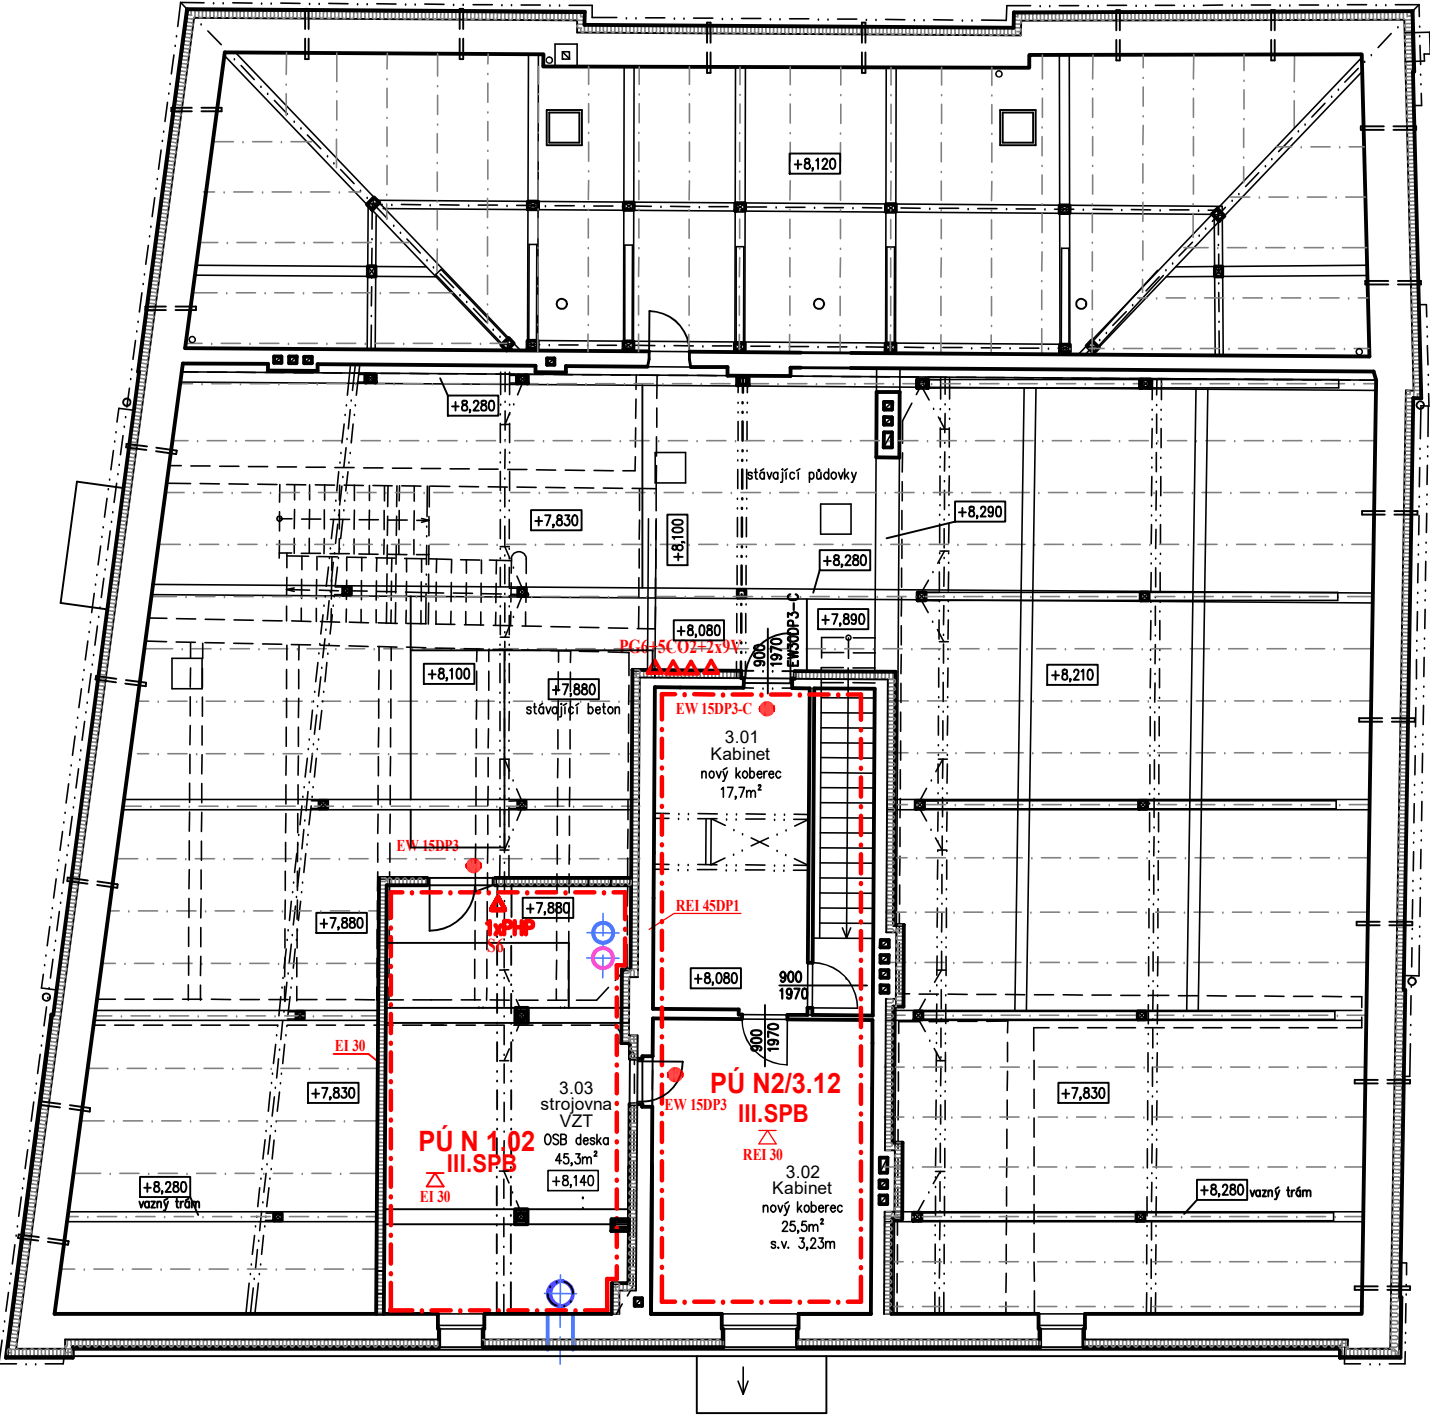 +8,120
+8,280
stávající půdovky
+7,830
+8,100
+8,290
+8,280
+7,890
+8,080
PG6+5CO2+2x9V
900
1970
EW30DP3-C
+8,100
+7,880
stávající beton
+8,210
EW 15DP3-C
3.01
Kabinet
nový koberec
17,7m²
EW 15DP3
+7,880
1xPHP
S6
+7,880
REI 45DP1
+8,080
900
1970
900
1970
EI 30
+7,830
3.03
strojovna
VZT
OSB deska
45,3m²
+8,140
PÚ N 1.02
III.SPB
EI 30
EW 15DP3
PÚ N2/3.12
III.SPB
REI 30
3.02
Kabinet
nový koberec
25,5m²
s.v. 3,23m
+7,830
+8,280
vazný trám
+8,280 vazný trám